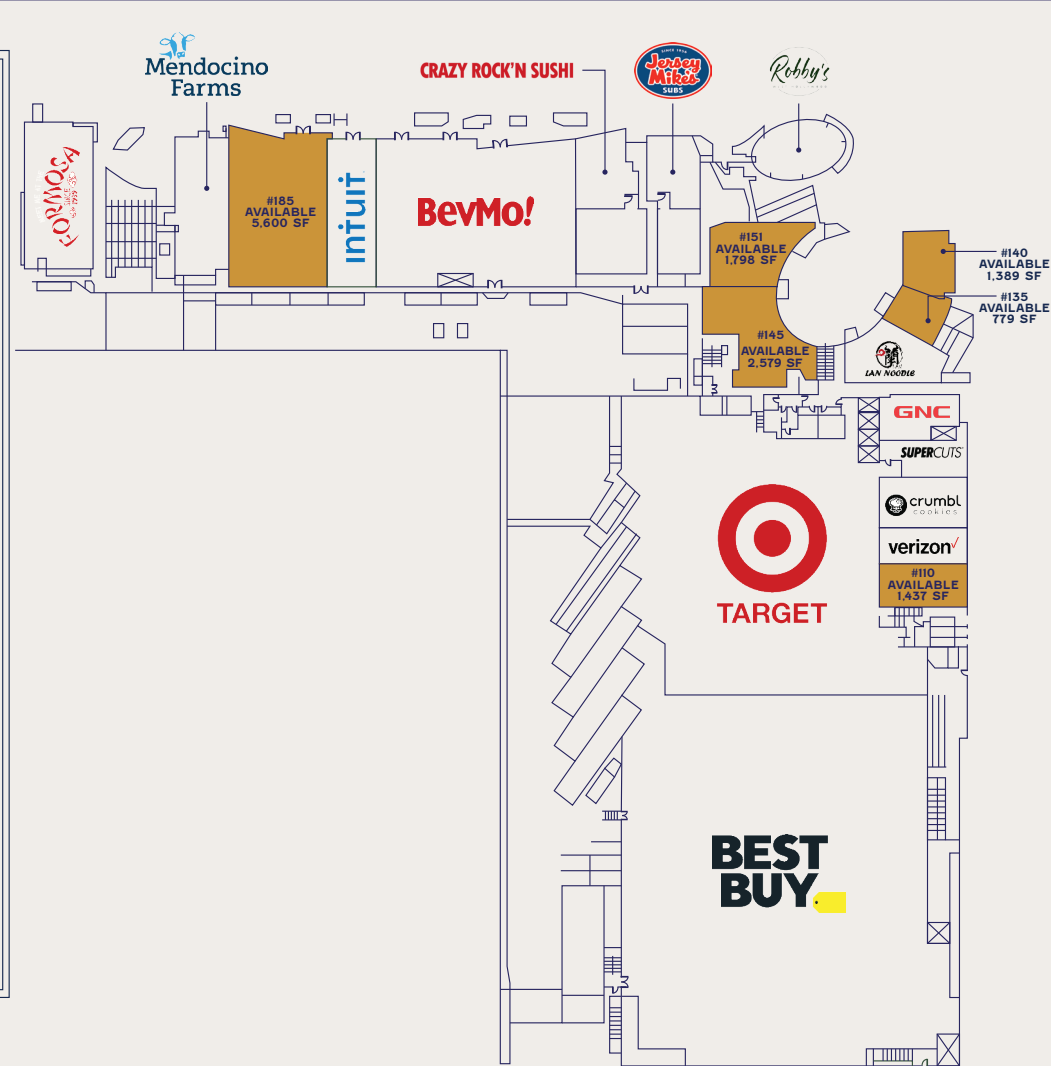 Mendocino
Farms
CRAZY ROCK'N SUSHI
SINCE 1956
Jersey
Mike's
SUBS
Robby's
FORMOSA
#185
AVAILABLE
5,600 SF
intuit
BevMo!
#151
AVAILABLE
1,798 SF
#140
AVAILABLE
1,389 SF
#135
AVAILABLE
779 SF
#145
AVAILABLE
2,579 SF
LAN NOODLE
GNC
SUPERCUTS
crumbl
cookies
verizon
#110
AVAILABLE
1,437 SF
TARGET
BEST
BUY